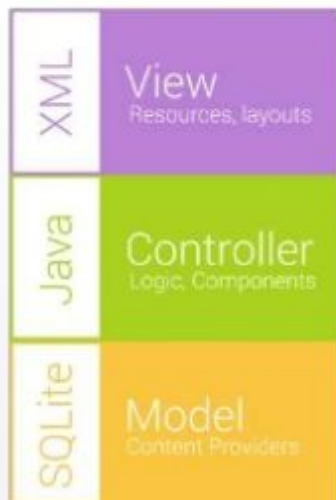 XML
View
Resources, layouts
Java
Controller
Logic, Components
SQLite
Model
Content Providers